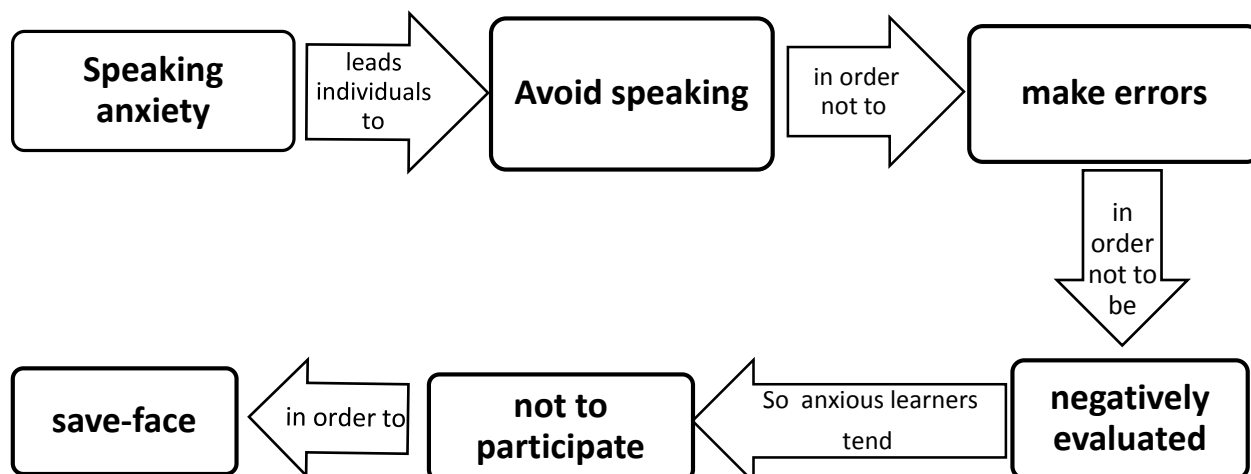 Speaking
anxiety
leads
individuals
to
Avoid speaking
in order
not to
make errors
in
order
not to
be
negatively
evaluated
So anxious learners
tend
not to
participate
in order to
save-face